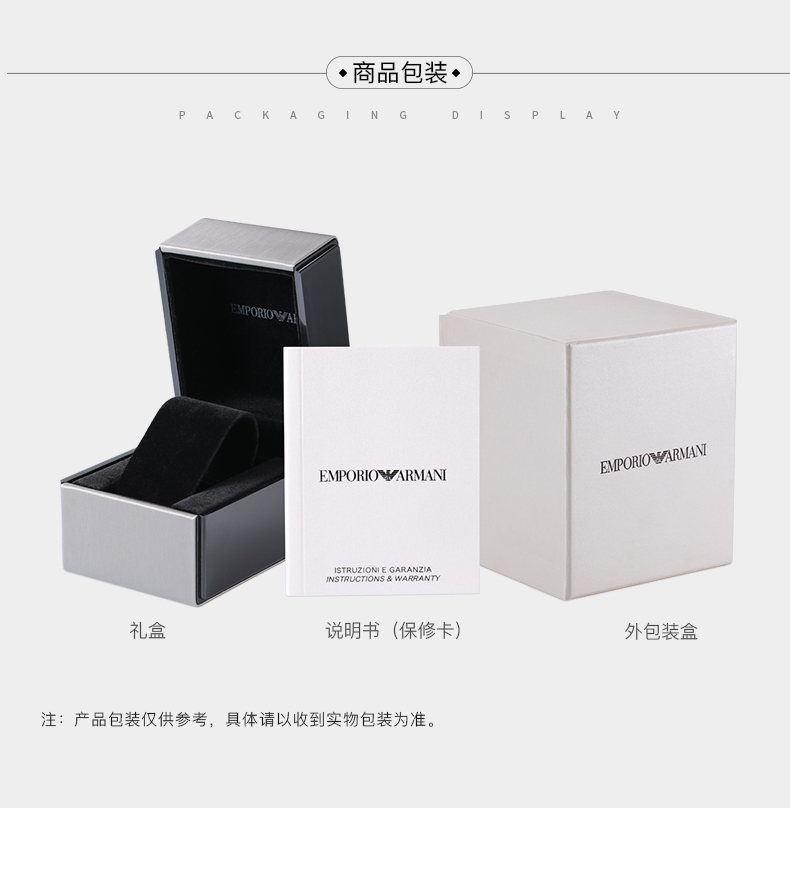 商品包装
PACKAGING DISPLAY
EMPORIO
EMPORIO ARMANI
EMPORIO ARMANI
ISTRUZIONI E GARANZIA
INSTRUCTIONS & WARRANTY
礼盒
说明书（保修卡）
外包装盒
注：产品包装仅供参考，具体请以收到实物包装为准。